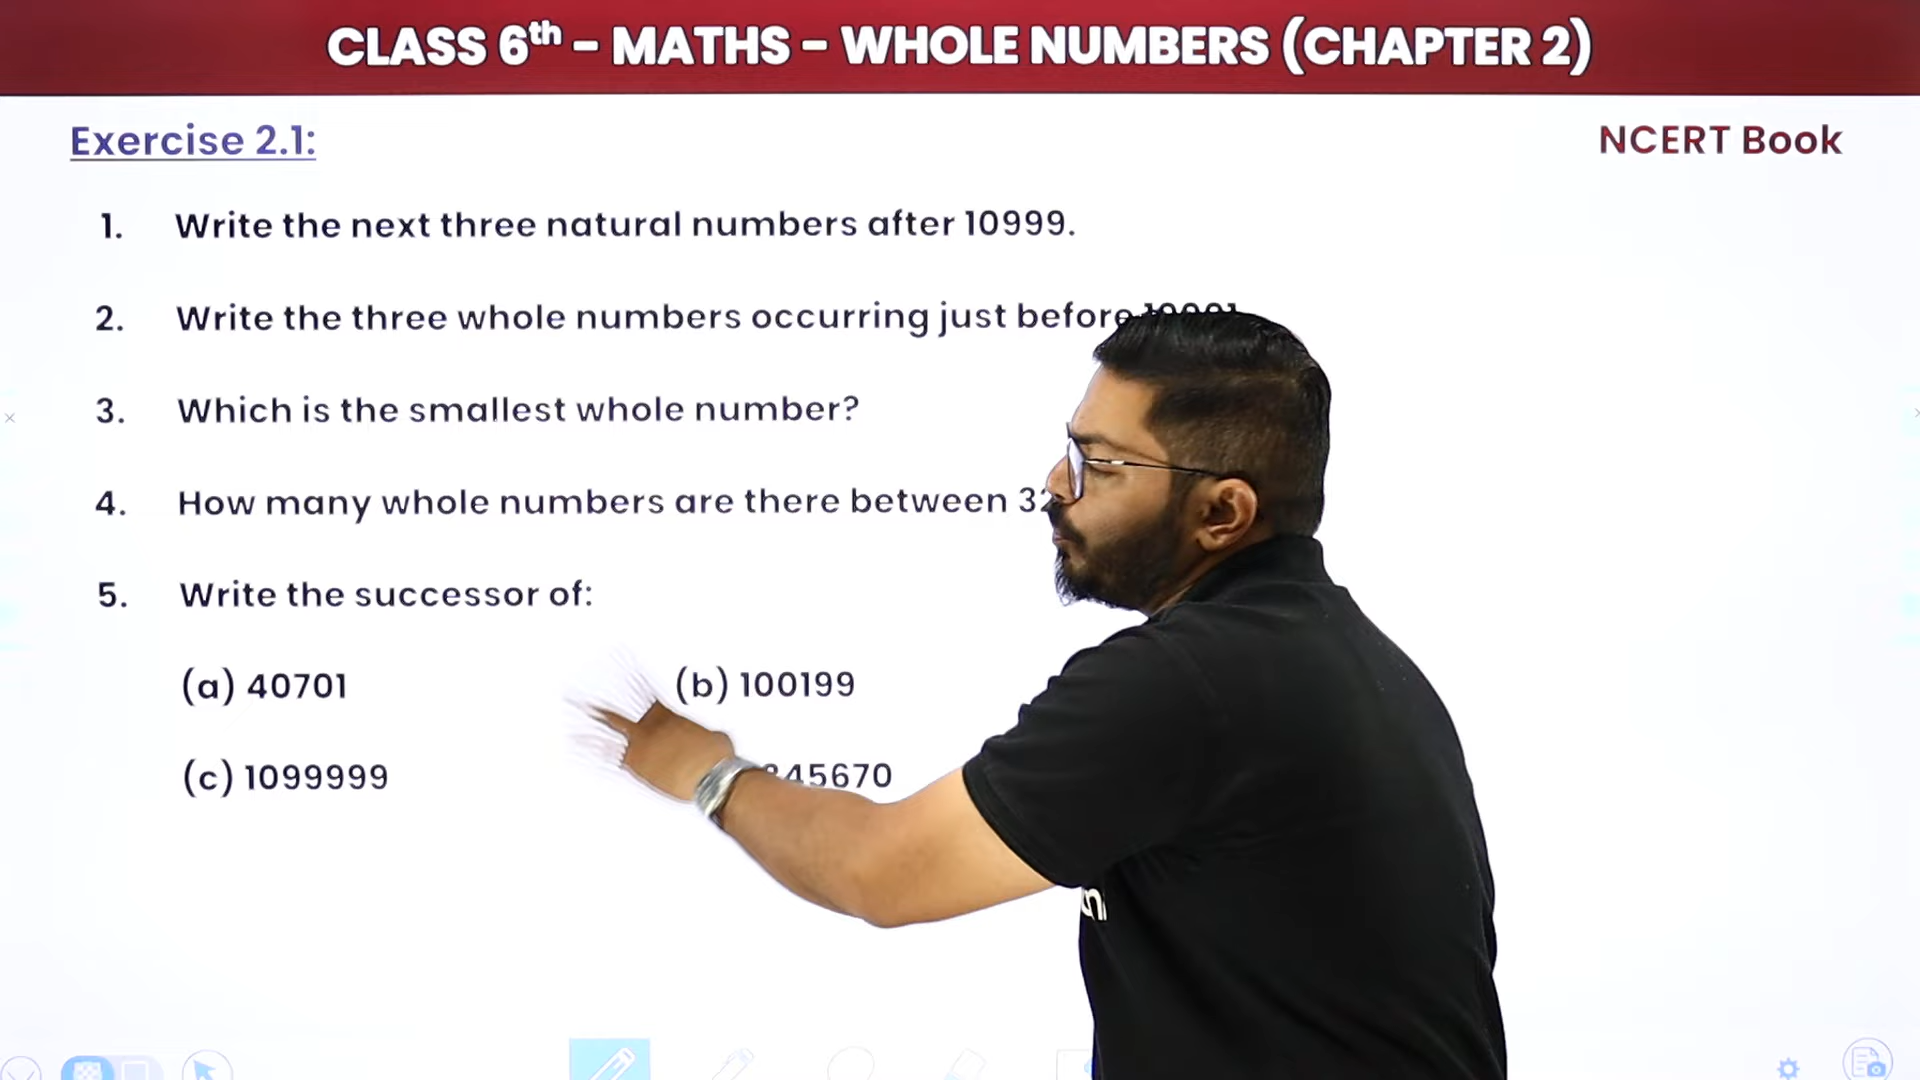 CLASS 6th - MATHS - WHOLE NUMBERS (CHAPTER 2)
Exercise 2.1:
NCERT Book
1. Write the next three natural numbers after 10999.
2. Write the three whole numbers occurring just before
3. Which is the smallest whole number?
4. How many whole numbers are there between
5. Write the successor of:
(a) 40701
(b) 100199
(c) 1099999